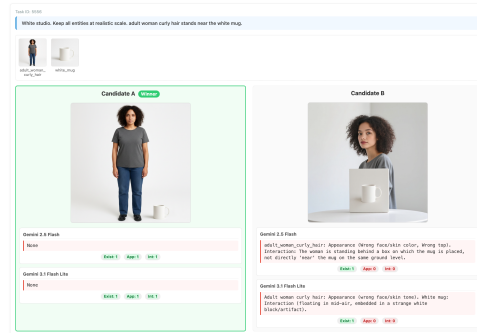 Task ID: 0500
White studio. Keep all entities at realistic scale. adult woman curly hair stands near the white mug.
adult_woman_
curly_hair
white_mug
Candidate A Winner
Gemini 2.5 Flash
None
Exist: 1 App: 1 Int: 1
Gemini 3.1 Flash Lite
None
Exist: 1 App: 1 Int: 1
Candidate B
Gemini 2.5 Flash
adult_woman_curly_hair: Appearance (Wrong face/skin color, Wrong top).
Interaction: The woman is standing behind a box on which the mug is placed,
not directly 'near' the mug on the same ground level.
Exist: 1 App: 0 Int: 0
Gemini 3.1 Flash Lite
Adult woman curly hair: Appearance (wrong face/skin tone). White mug:
Interaction (floating in mid-air, embedded in a strange white
block/artifact).
Exist: 1 App: 0 Int: 0